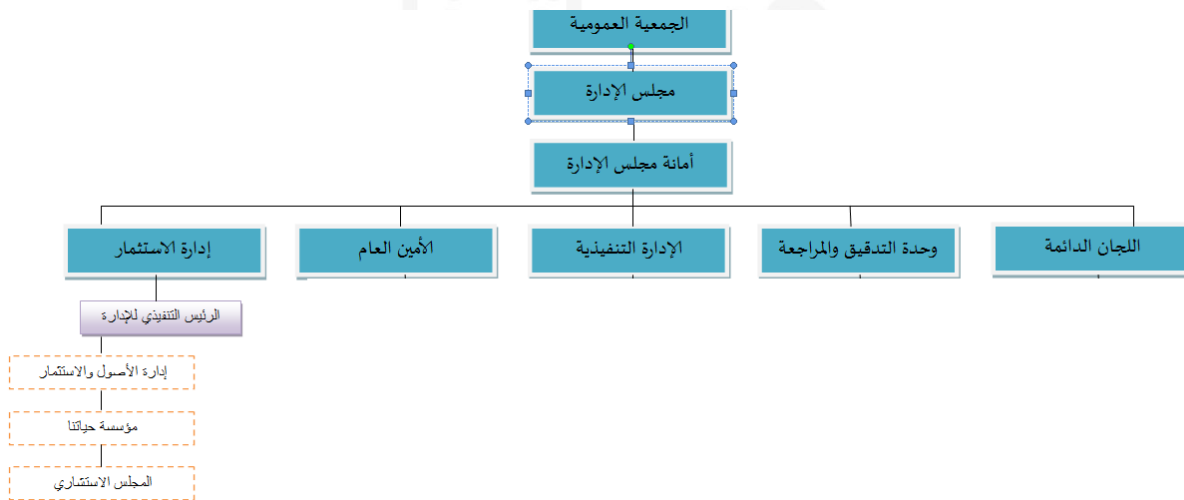 الجمعية العمومية
مجلس الإدارة
أمانة مجلس الإدارة
اللجان الدائمة
وحدة التدقيق والمراجعة
الإدارة التنفيذية
الأمين العام
إدارة الاستثمار
الرئيس التنفيذي للإدارة
إدارة الأصول والاستثمار
مؤسسة حياتنا
المجلس الاستشاري